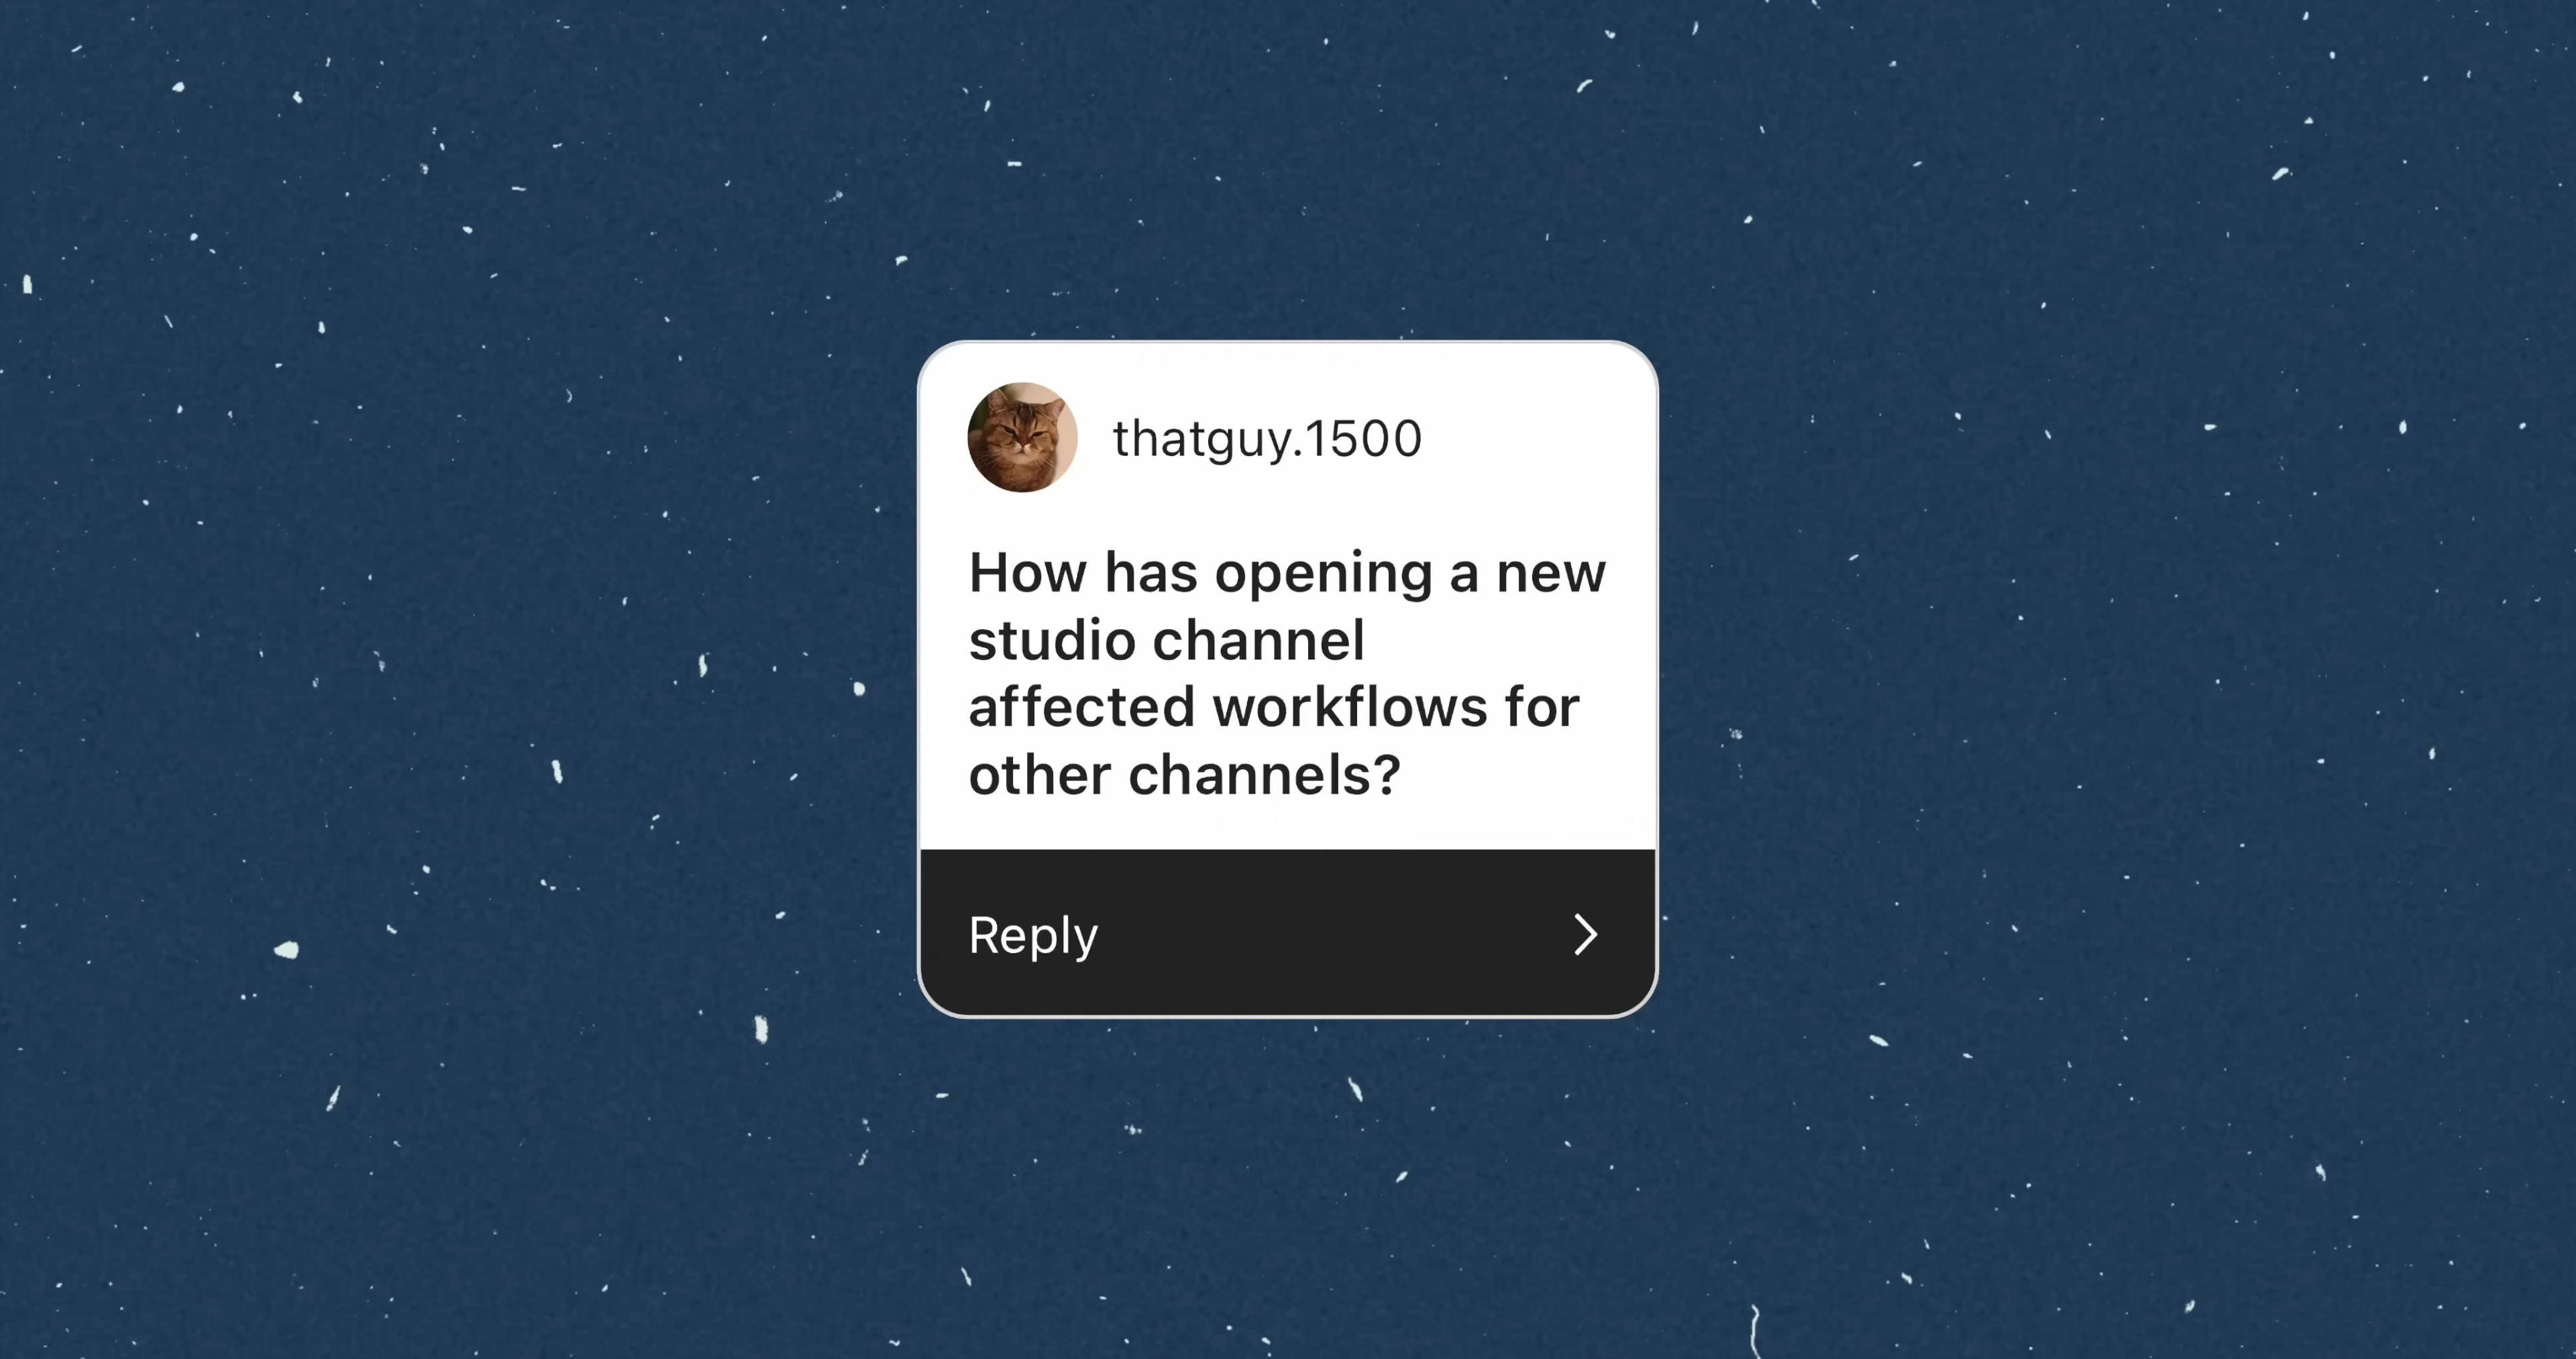 thatguy.1500
How has opening a new
studio channel
affected workflows for
other channels?
Reply